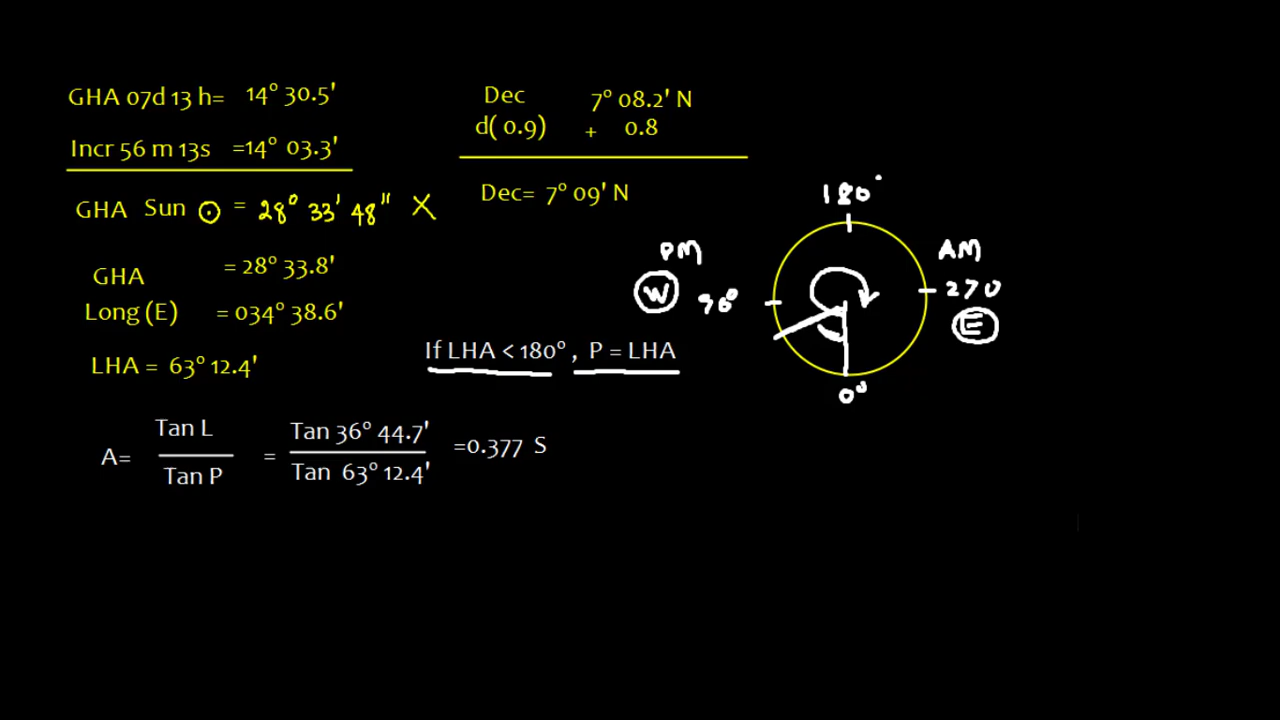 GHA 07d 13 h= 14° 30.5'
Incr 56 m 13s =14° 03.3'
GHA Sun ☉ = 28° 33' 48" X
GHA = 28° 33.8'
Long (E) = 034° 38.6'
LHA = 63° 12.4'
Dec 7° 08.2' N
d( 0.9) + 0.8
Dec= 7° 09' N
If LHA < 180° , P = LHA
180°
PM
AM
W 90°
270
E
0°
Tan L
Tan 36° 44.7'
A= = =0.377 S
Tan P
Tan 63° 12.4'